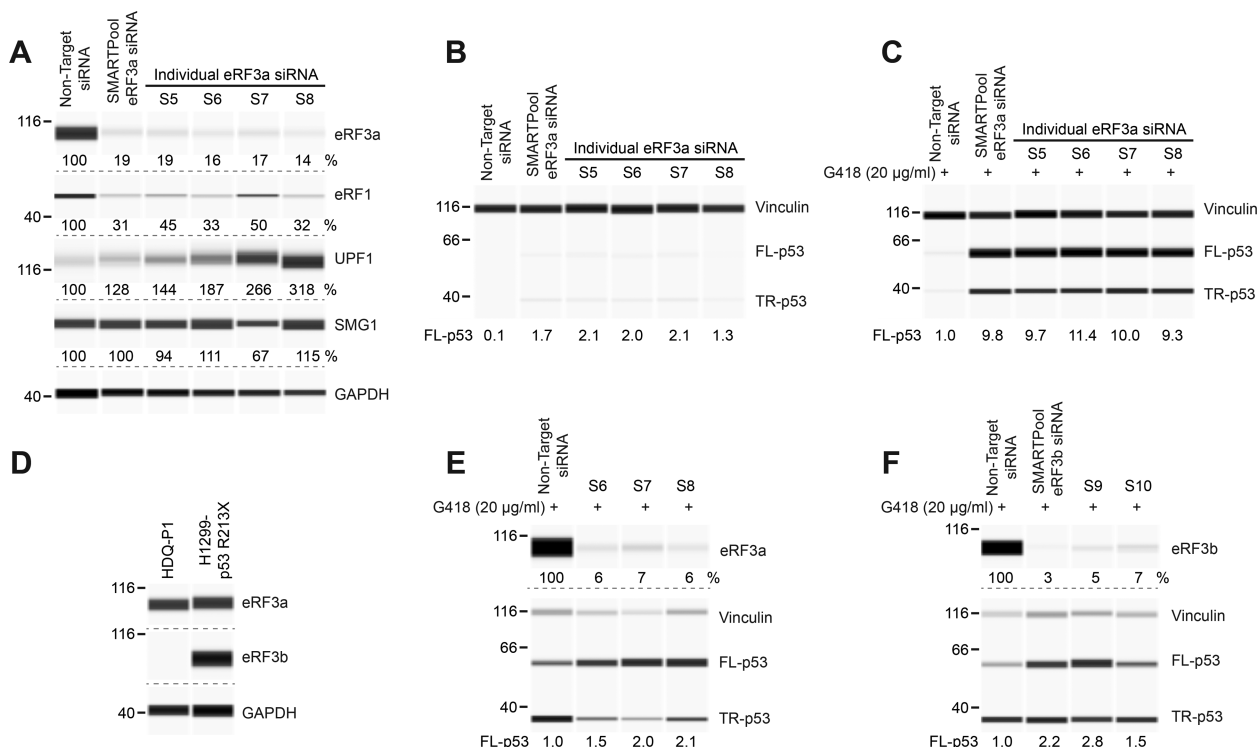 A
Non-Target
siRNA
SMARTPool
eRF3a siRNA
Individual eRF3a siRNA
S5 S6 S7 S8
116 eRF3a
100 19 19 16 17 14 %
eRF1
40
100 31 45 33 50 32 %
UPF1
116
100 128 144 187 266 318 %
SMG1
100 100 94 111 67 115 %
40 GAPDH
B
Non-Target
siRNA
SMARTPool
eRF3a siRNA
Individual eRF3a siRNA
S5 S6 S7 S8
116 Vinculin
66 FL-p53
40 TR-p53
FL-p53 0.1 1.7 2.1 2.0 2.1 1.3
C
Non-Target
siRNA
SMARTPool
eRF3a siRNA
Individual eRF3a siRNA
S5 S6 S7 S8
G418 (20 µg/ml) + + + + + +
116 Vinculin
66 FL-p53
40 TR-p53
FL-p53 1.0 9.8 9.7 11.4 10.0 9.3
D
HDQ-P1
H1299-
p53 R213X
116 eRF3a
116 eRF3b
40 GAPDH
E
Non-Target
siRNA
S6 S7 S8
G418 (20 µg/ml) + + + +
116 eRF3a
100 6 7 6 %
116 Vinculin
66 FL-p53
40 TR-p53
FL-p53 1.0 1.5 2.0 2.1
F
Non-Target
siRNA
SMARTPool
eRF3b siRNA
S9 S10
G418 (20 µg/ml) + + + +
116 eRF3b
100 3 5 7 %
116 Vinculin
66 FL-p53
40 TR-p53
FL-p53 1.0 2.2 2.8 1.5